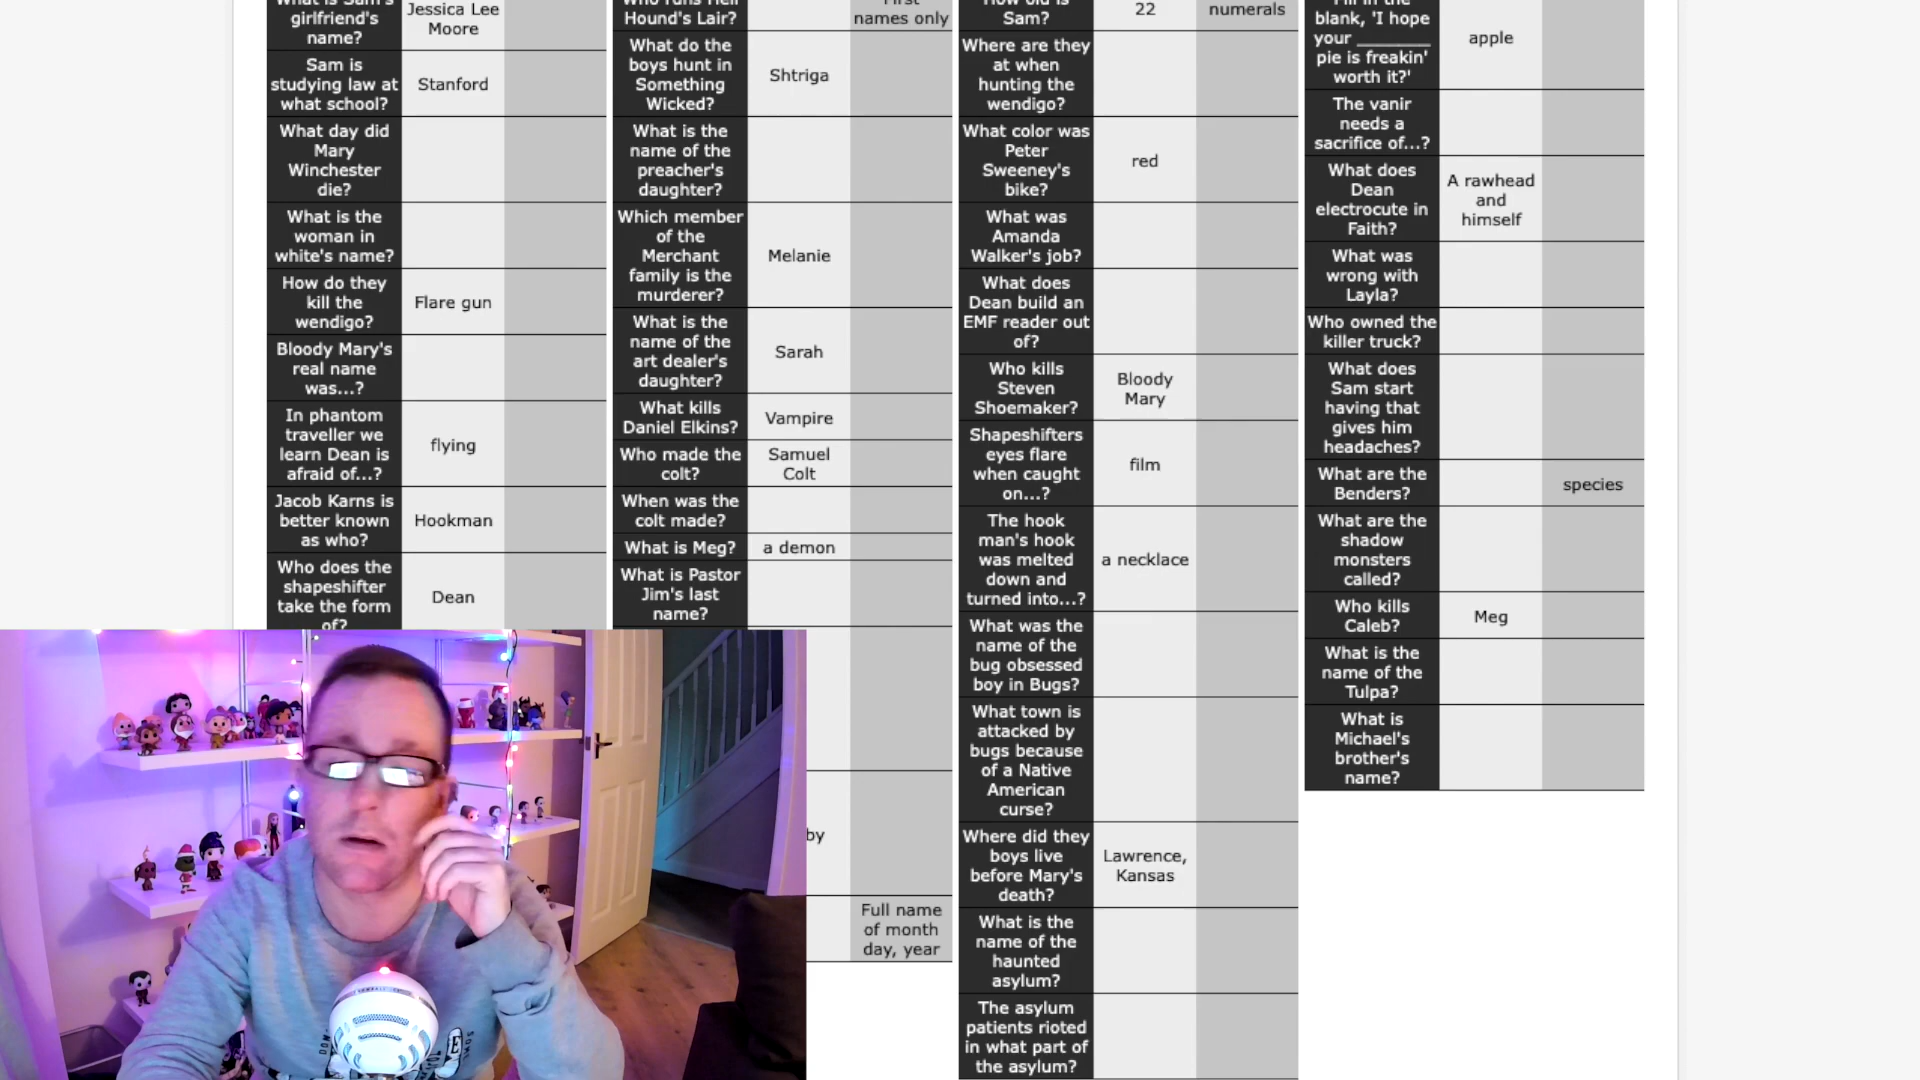 What is Sam's
girlfriend's
name?
Jessica Lee
Moore
Sam is
studying law at
what school?
Stanford
What day did
Mary
Winchester
die?
What is the
woman in
white's name?
How do they
kill the
wendigo?
Flare gun
Bloody Mary's
real name
was...?
In phantom
traveller we
learn Dean is
afraid of...?
flying
Jacob Karns is
better known
as who?
Hookman
Who does the
shapeshifter
take the form
of?
Dean
Who runs Hell
Hound's Lair?
First
names only
What do the
boys hunt in
Something
Wicked?
Shtriga
What is the
name of the
preacher's
daughter?
Which member
of the
Merchant
family is the
murderer?
Melanie
What is the
name of the
art dealer's
daughter?
Sarah
What kills
Daniel Elkins?
Vampire
Who made the
colt?
Samuel
Colt
When was the
colt made?
What is Meg?
a demon
What is Pastor
Jim's last
name?
by
Full name
of month
day, year
How old is
Sam?
22
numerals
Where are they
at when
hunting the
wendigo?
What color was
Peter
Sweeney's
bike?
red
What was
Amanda
Walker's job?
What does
Dean build an
EMF reader out
of?
Who kills
Steven
Shoemaker?
Bloody
Mary
Shapeshifters
eyes flare
when caught
on...?
film
The hook
man's hook
was melted
down and
turned into...?
a necklace
What was the
name of the
bug obsessed
boy in Bugs?
What town is
attacked by
bugs because
of a Native
American
curse?
Where did they
boys live
before Mary's
death?
Lawrence,
Kansas
What is the
name of the
haunted
asylum?
The asylum
patients rioted
in what part of
the asylum?
Fill in the
blank, 'I hope
your ________
pie is freakin'
worth it?'
apple
The vanir
needs a
sacrifice of...?
What does
Dean
electrocute in
Faith?
A rawhead
and
himself
What was
wrong with
Layla?
Who owned the
killer truck?
What does
Sam start
having that
gives him
headaches?
What are the
Benders?
species
What are the
shadow
monsters
called?
Who kills
Caleb?
Meg
What is the
name of the
Tulpa?
What is
Michael's
brother's
name?